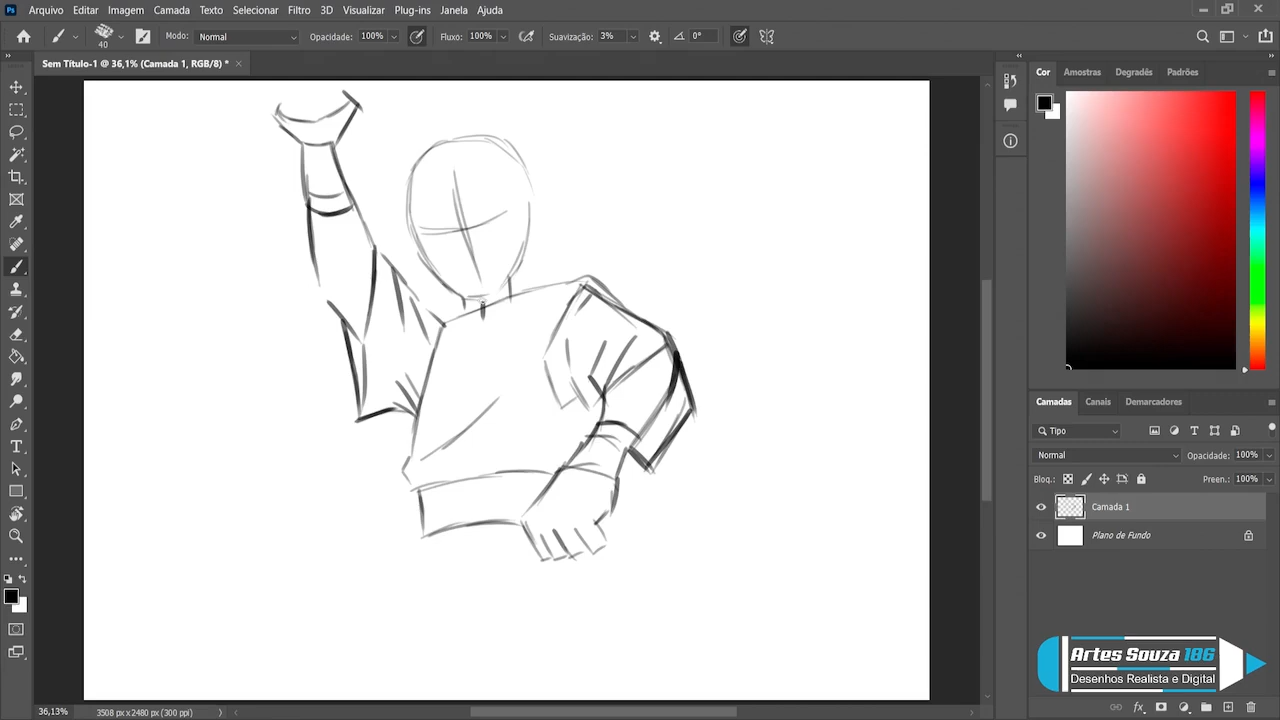 Ps Arquivo Editar Imagem Camada Texto Selecionar Filtro 3D Visualizar Plug-ins Janela Ajuda
40 Modo: Normal Opacidade: 100% Fluxo: 100% Suavização: 3% 0°
Sem Título-1 @ 36,1% (Camada 1, RGB/8) *
Cor Amostras Degradês Padrões
Camadas Canais Demarcadores
Tipo
Normal Opacidade: 100%
Bloq.: Preen.: 100%
Camada 1
Plano de Fundo
Artes Souza 186
Desenhos Realista e Digital
36,13% 3508 px x 2480 px (300 ppi)